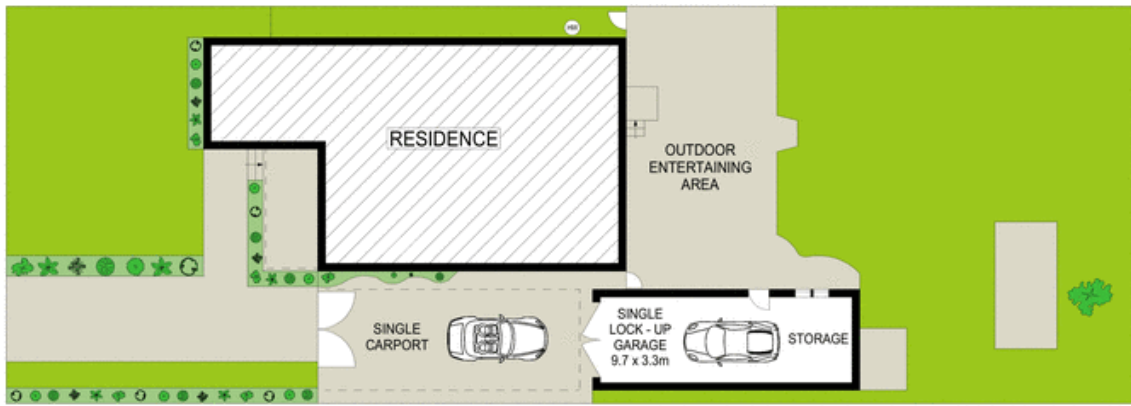 RESIDENCE
OUTDOOR
ENTERTAINING
AREA
SINGLE
CARPORT
SINGLE
LOCK - UP
GARAGE
9.7 x 3.3m
STORAGE